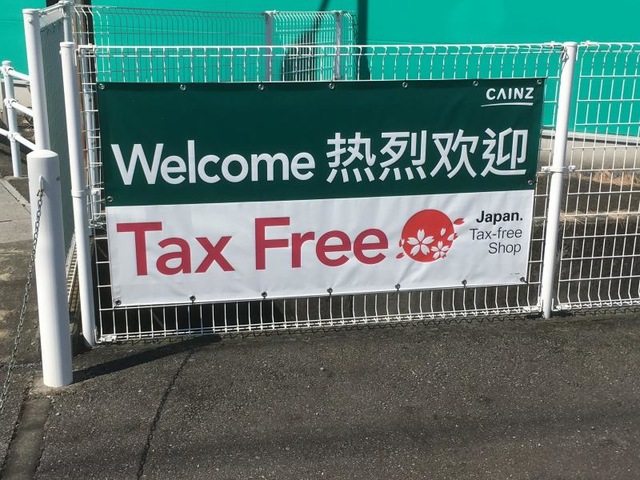 CAINZ
Welcome 热烈欢迎
Tax Free
Japan.
Tax-free
Shop